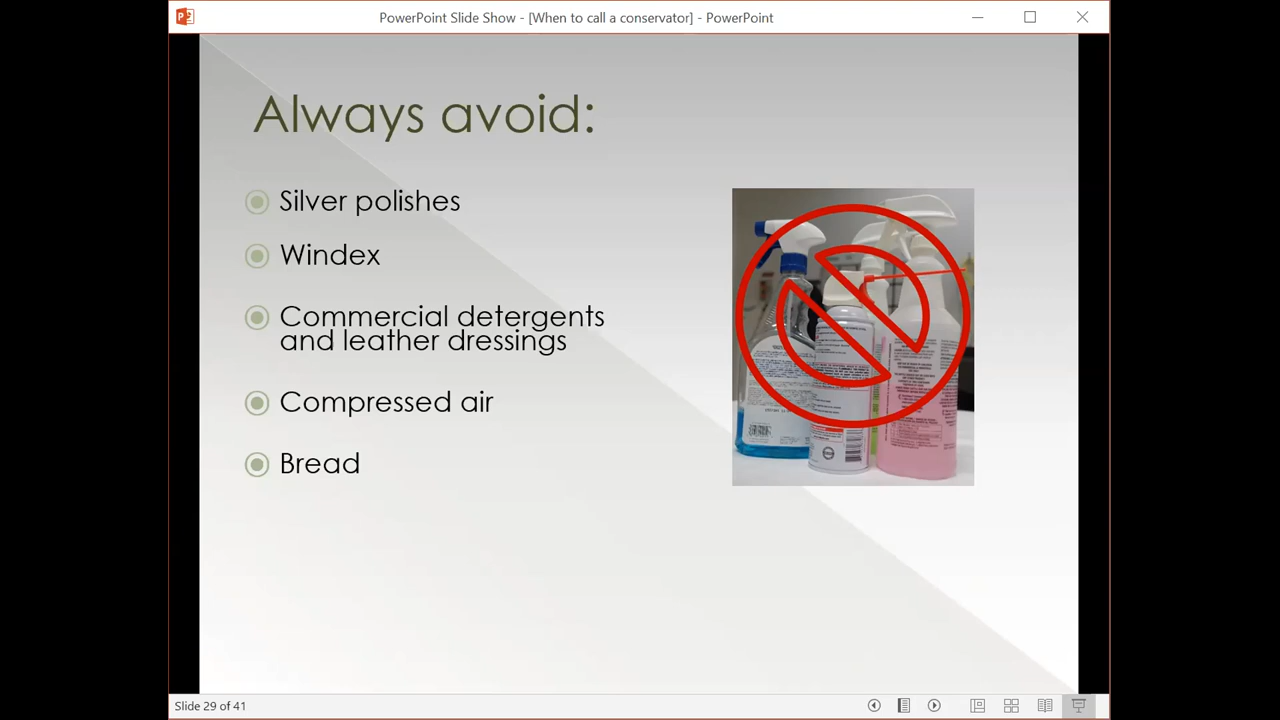 PowerPoint Slide Show - [When to call a conservator] - PowerPoint
Always avoid:
Silver polishes
Windex
Commercial detergents
and leather dressings
Compressed air
Bread
Slide 29 of 41